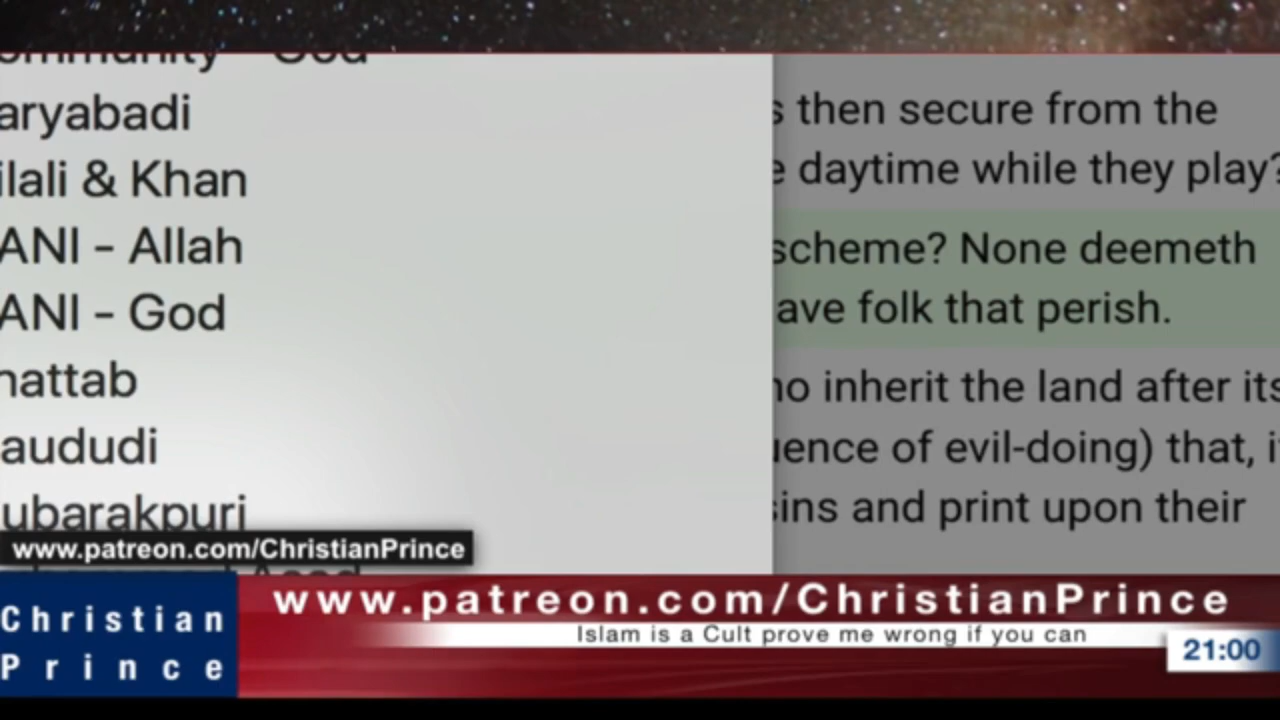 ommunity - God
aryabadi
ilali & Khan
ANI - Allah
ANI - God
hattab
aududi
ubarakpuri
s then secure from the
e daytime while they play?
scheme? None deemeth
ave folk that perish.
ho inherit the land after its
uence of evil-doing) that, i
sins and print upon their
www.patreon.com/ChristianPrince
Christian
Prince
www.patreon.com/ChristianPrince
Islam is a Cult prove me wrong if you can
21:00